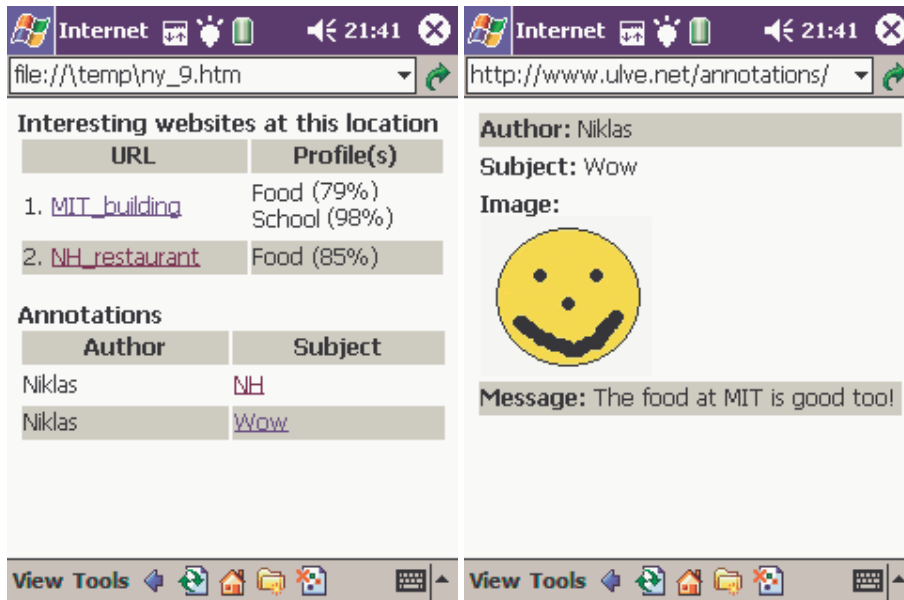 Internet 21:41
file://\temp\ny_9.htm
Interesting websites at this location
URL Profile(s)
1. MIT_building Food (79%)
School (98%)
2. NH_restaurant Food (85%)
Annotations
Author Subject
Niklas NH
Niklas Wow
View Tools
Internet 21:41
http://www.ulve.net/annotations/
Author: Niklas
Subject: Wow
Image:
Message: The food at MIT is good too!
View Tools